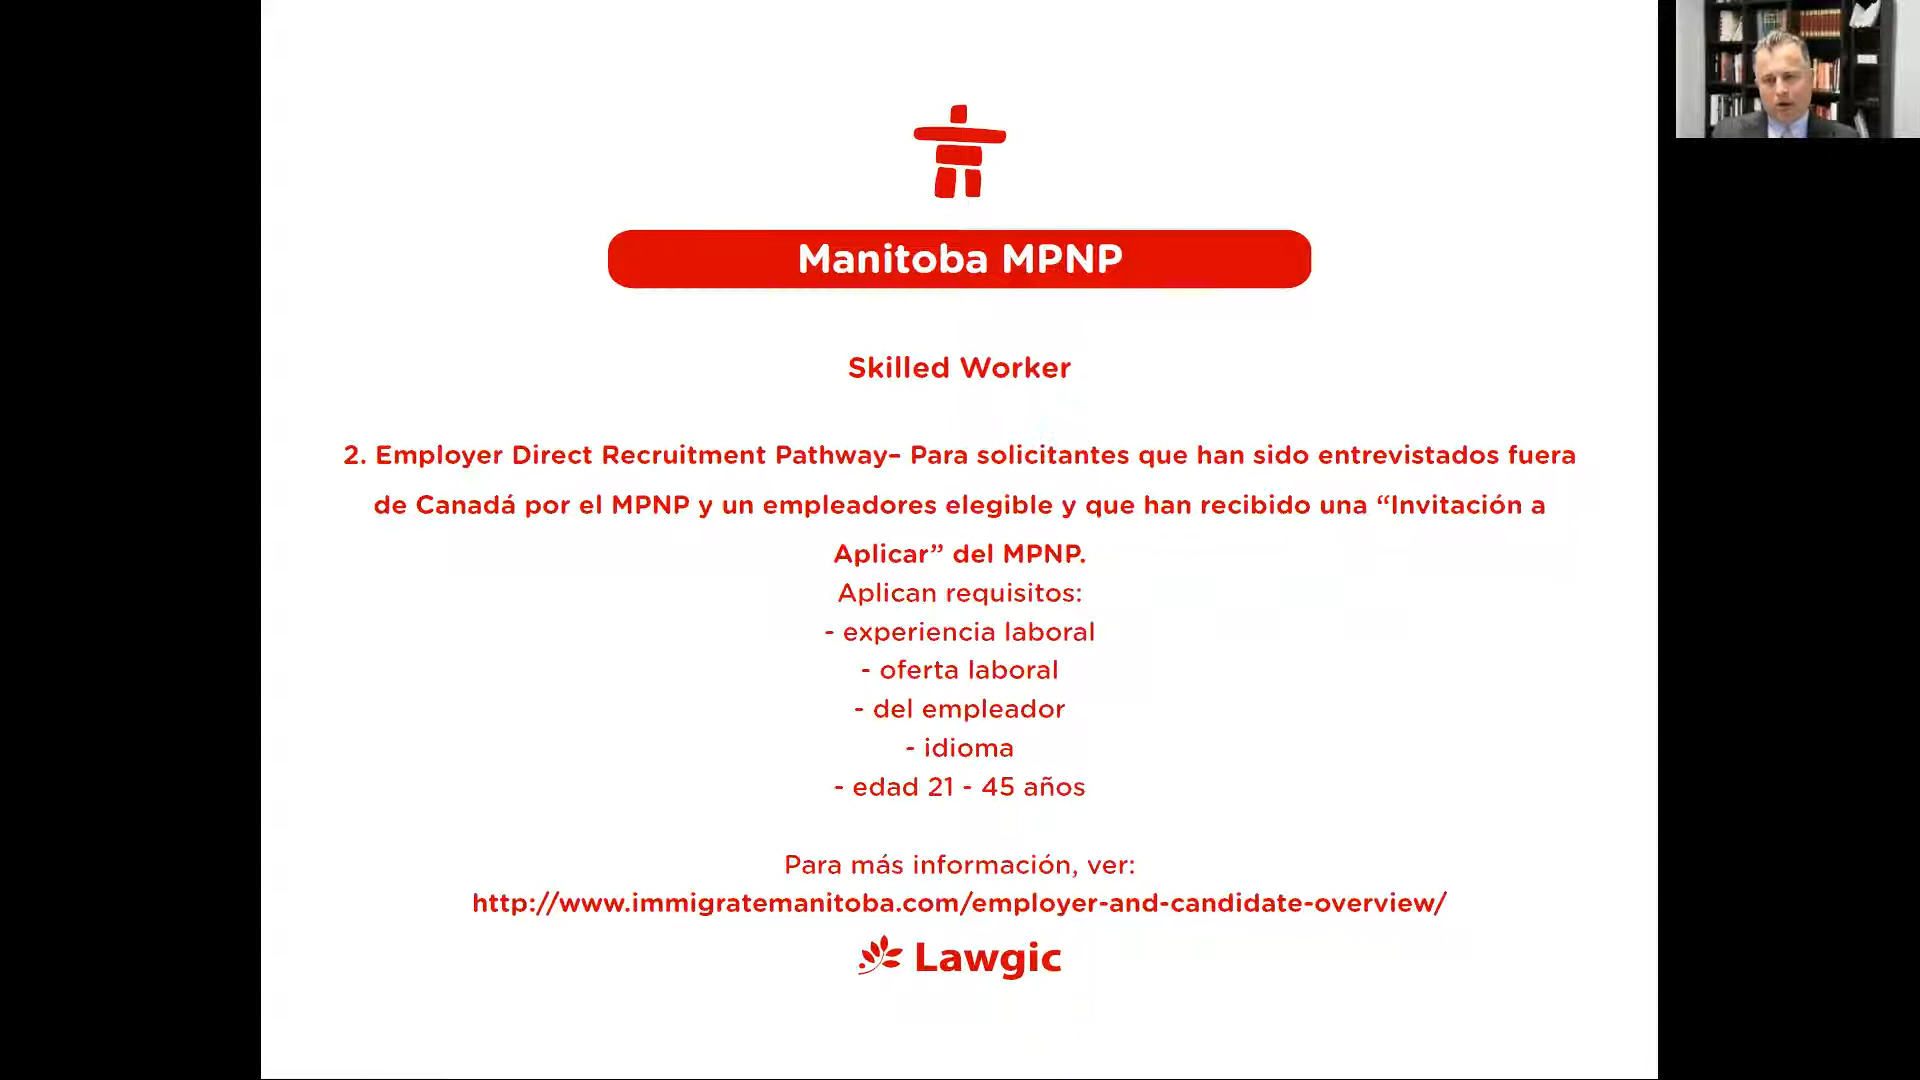 Manitoba MPNP
Skilled Worker
2. Employer Direct Recruitment Pathway– Para solicitantes que han sido entrevistados fuera
de Canadá por el MPNP y un empleadores elegible y que han recibido una “Invitación a
Aplicar” del MPNP.
Aplican requisitos:
- experiencia laboral
- oferta laboral
- del empleador
- idioma
- edad 21 - 45 años
Para más información, ver:
http://www.immigratemanitoba.com/employer-and-candidate-overview/
Lawgic